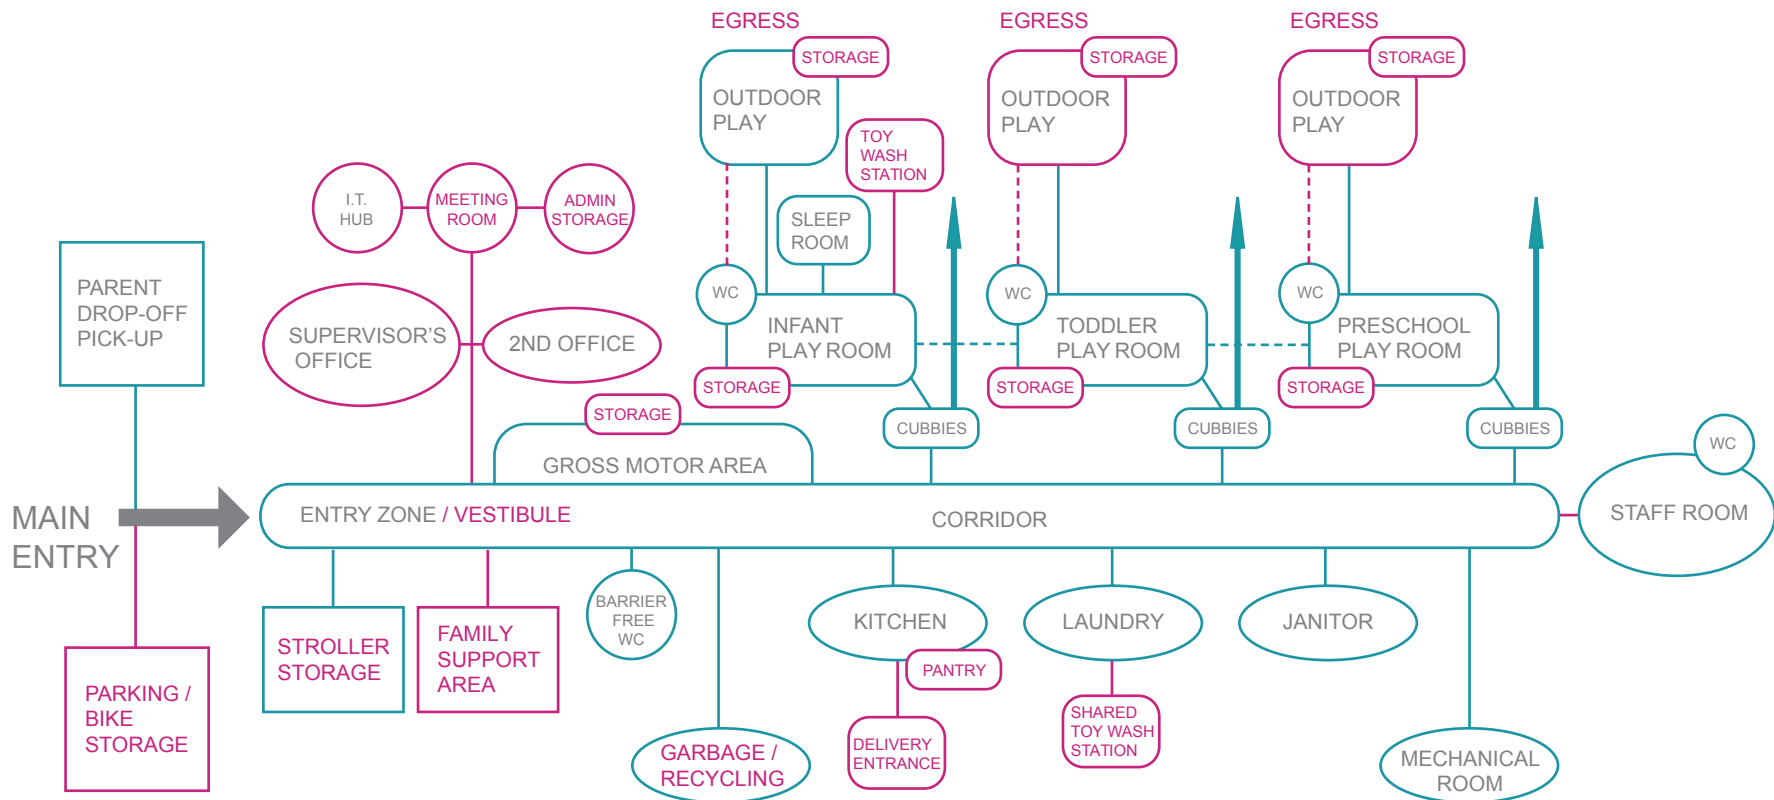 EGRESS
EGRESS
EGRESS
STORAGE
STORAGE
STORAGE
OUTDOOR
PLAY
OUTDOOR
PLAY
OUTDOOR
PLAY
TOY
WASH
STATION
I.T.
HUB
MEETING
ROOM
ADMIN
STORAGE
SLEEP
ROOM
PARENT
DROP-OFF
PICK-UP
WC
WC
WC
SUPERVISOR'S
OFFICE
2ND OFFICE
INFANT
PLAY ROOM
TODDLER
PLAY ROOM
PRESCHOOL
PLAY ROOM
STORAGE
STORAGE
STORAGE
STORAGE
CUBBIES
CUBBIES
CUBBIES
GROSS MOTOR AREA
WC
MAIN
ENTRY
ENTRY ZONE / VESTIBULE
CORRIDOR
STAFF ROOM
STROLLER
STORAGE
FAMILY
SUPPORT
AREA
BARRIER
FREE
WC
KITCHEN
LAUNDRY
JANITOR
PANTRY
PARKING /
BIKE
STORAGE
GARBAGE /
RECYCLING
DELIVERY
ENTRANCE
SHARED
TOY WASH
STATION
MECHANICAL
ROOM